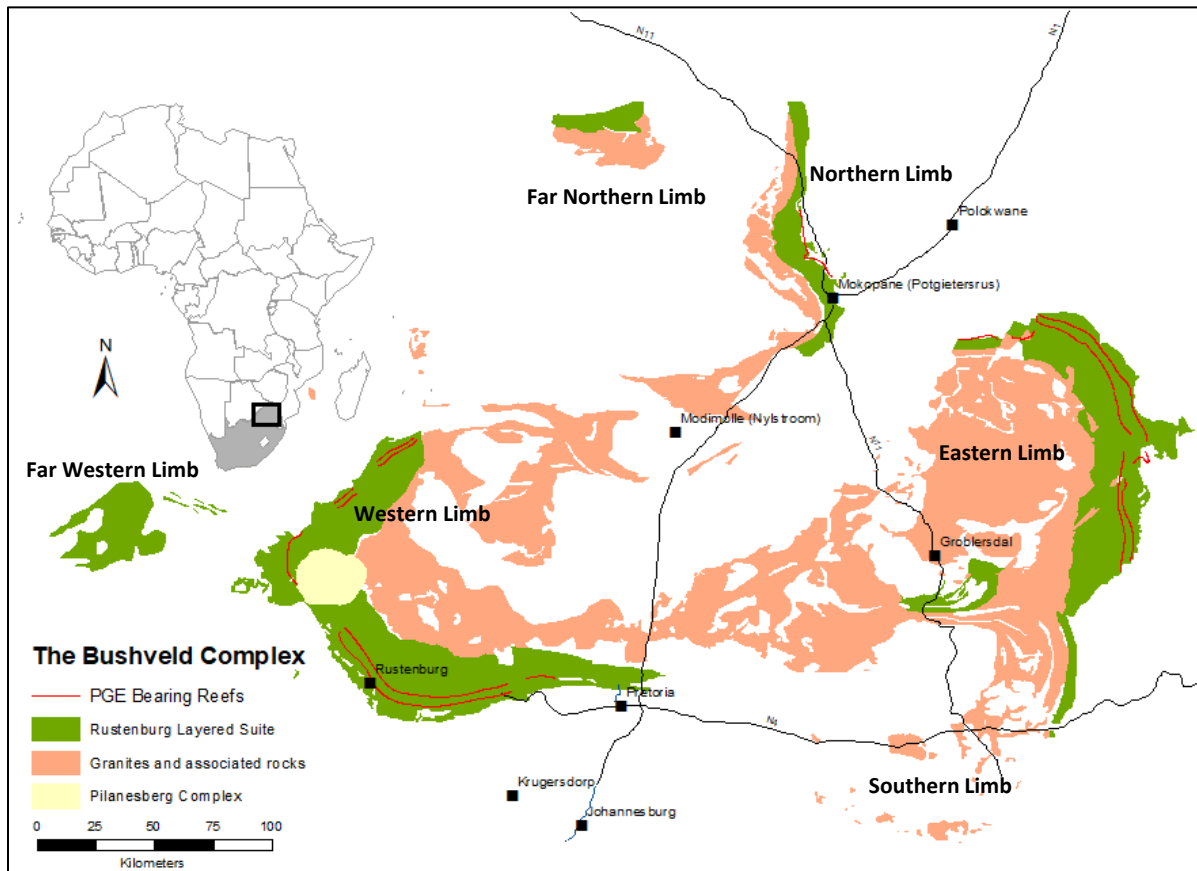 N11
N1
Northern Limb
Far Northern Limb
Polokwane
Mokopane (Potgietersrus)
N
Modimolle (Nylstroom)
N11
Eastern Limb
Far Western Limb
Western Limb
Groblersdal
The Bushveld Complex
PGE Bearing Reefs
Rustenburg Layered Suite
Granites and associated rocks
Pilanesberg Complex
0 25 50 75 100
Kilometers
Rustenburg
Pretoria
N4
Southern Limb
Krugersdorp
Johannesburg